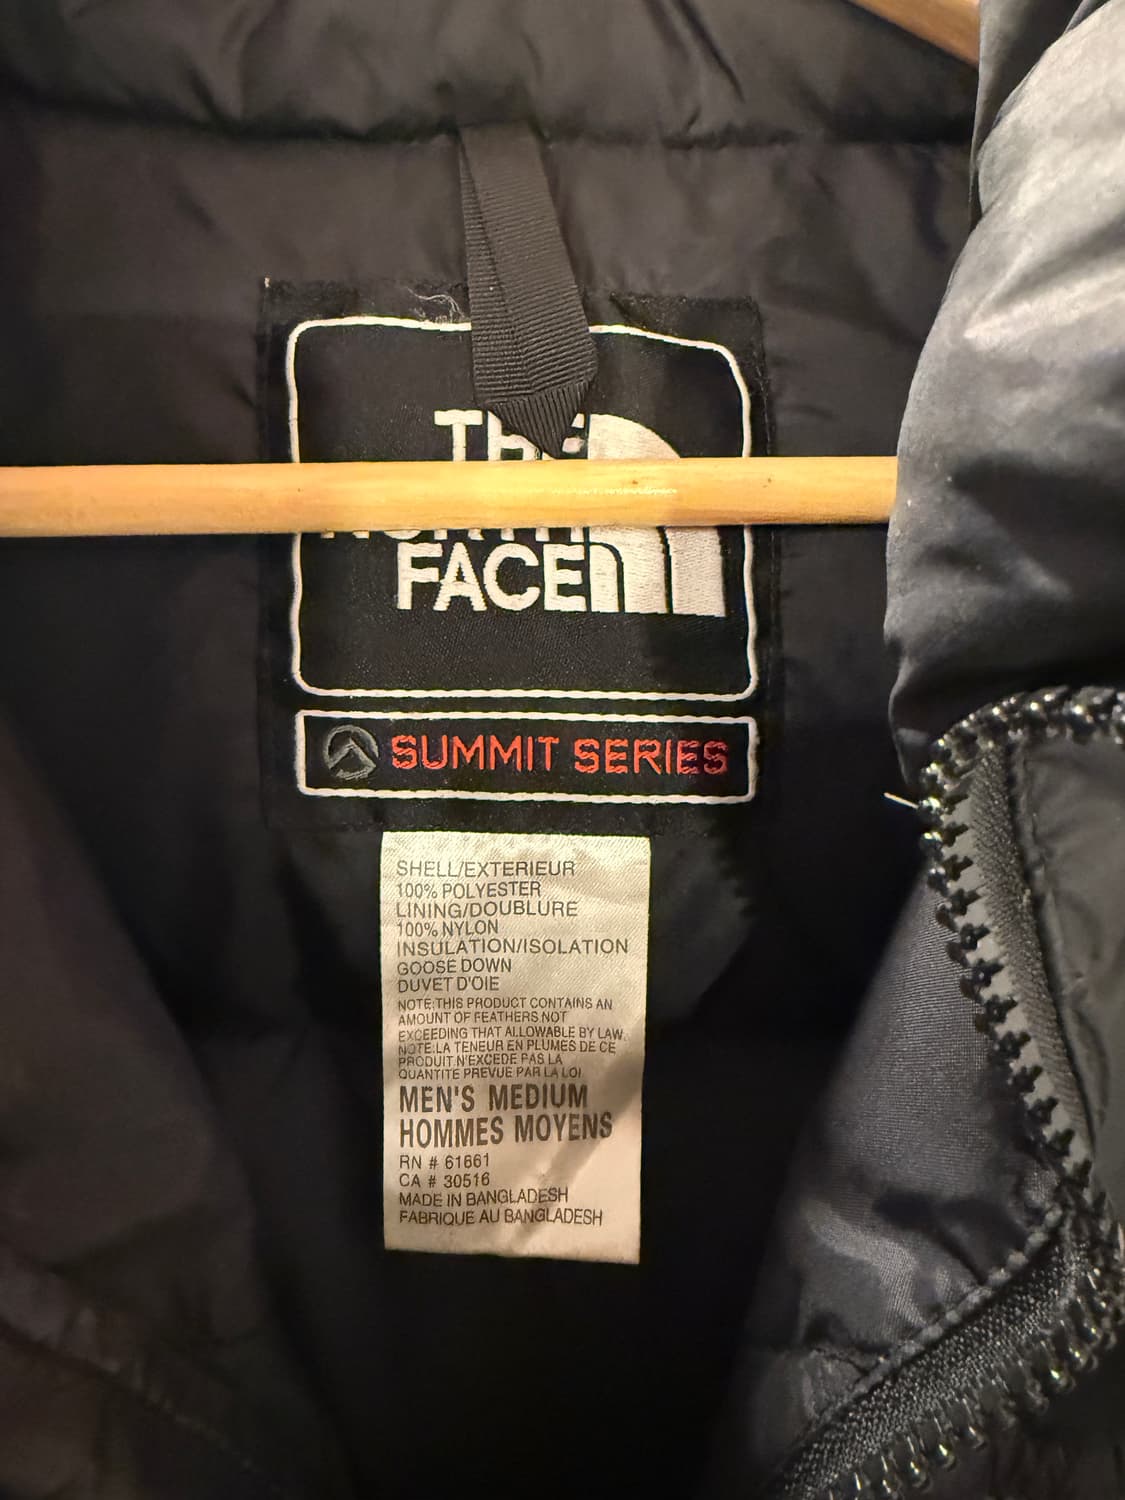 THE
NORTH
FACE
SUMMIT SERIES
SHELL/EXTERIEUR
100% POLYESTER
LINING/DOUBLURE
100% NYLON
INSULATION/ISOLATION
GOOSE DOWN
DUVET D'OIE
NOTE:THIS PRODUCT CONTAINS AN
AMOUNT OF FEATHERS NOT
EXCEEDING THAT ALLOWABLE BY LAW.
NOTE:LA TENEUR EN PLUMES DE CE
PRODUIT N'EXCEDE PAS LA
QUANTITE PREVUE PAR LA LOI
MEN'S MEDIUM
HOMMES MOYENS
RN # 61661
CA # 30516
MADE IN BANGLADESH
FABRIQUE AU BANGLADESH